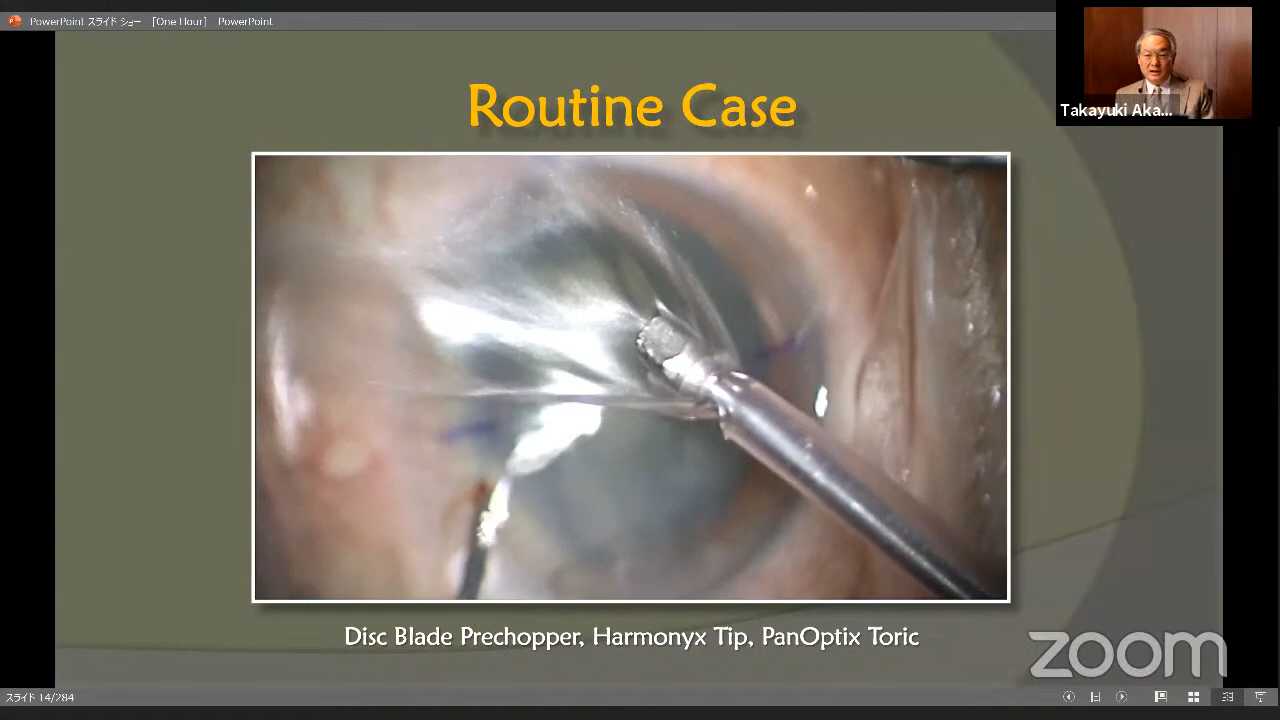 PowerPoint スライド ショー [One Hour] PowerPoint
Takayuki Aka...
Routine Case
Disc Blade Prechopper, Harmonyx Tip, PanOptix Toric
zoom
スライド 14/284